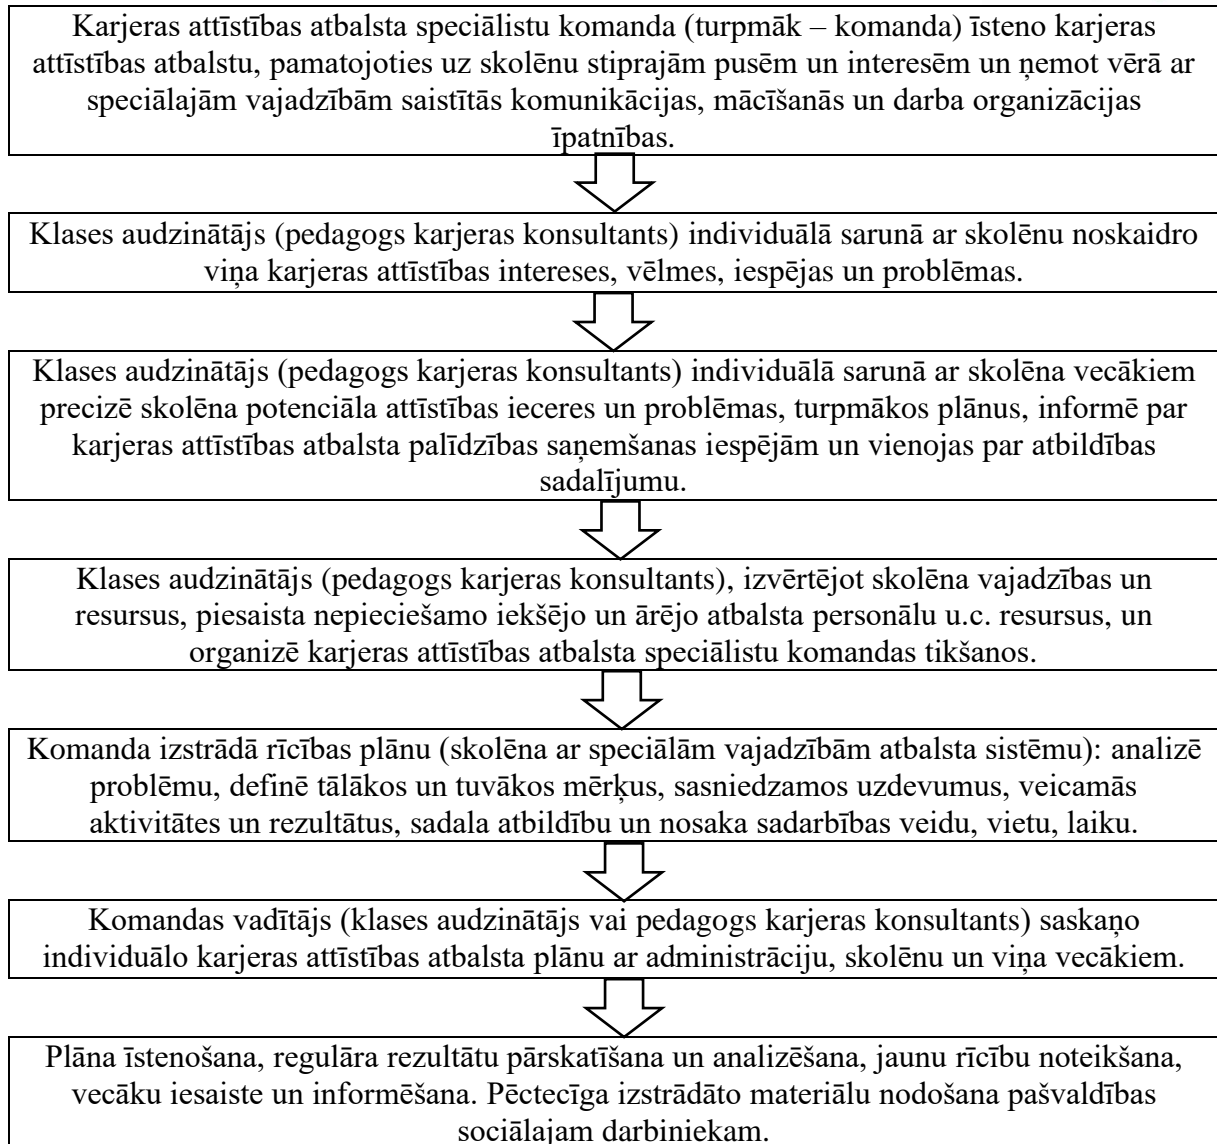 Karjeras attīstības atbalsta speciālistu komanda (turpmāk – komanda) īsteno karjeras
attīstības atbalstu, pamatojoties uz skolēnu stiprajām pusēm un interesēm un ņemot vērā ar
speciālajām vajadzībām saistītās komunikācijas, mācīšanās un darba organizācijas
īpatnības.
Klases audzinātājs (pedagogs karjeras konsultants) individuālā sarunā ar skolēnu noskaidro
viņa karjeras attīstības intereses, vēlmes, iespējas un problēmas.
Klases audzinātājs (pedagogs karjeras konsultants) individuālā sarunā ar skolēna vecākiem
precizē skolēna potenciāla attīstības ieceres un problēmas, turpmākos plānus, informē par
karjeras attīstības atbalsta palīdzības saņemšanas iespējām un vienojas par atbildības
sadalījumu.
Klases audzinātājs (pedagogs karjeras konsultants), izvērtējot skolēna vajadzības un
resursus, piesaista nepieciešamo iekšējo un ārējo atbalsta personālu u.c. resursus, un
organizē karjeras attīstības atbalsta speciālistu komandas tikšanos.
Komanda izstrādā rīcības plānu (skolēna ar speciālām vajadzībām atbalsta sistēmu): analizē
problēmu, definē tālākos un tuvākos mērķus, sasniedzamos uzdevumus, veicamās
aktivitātes un rezultātus, sadala atbildību un nosaka sadarbības veidu, vietu, laiku.
Komandas vadītājs (klases audzinātājs vai pedagogs karjeras konsultants) saskaņo
individuālo karjeras attīstības atbalsta plānu ar administrāciju, skolēnu un viņa vecākiem.
Plāna īstenošana, regulāra rezultātu pārskatīšana un analizēšana, jaunu rīcību noteikšana,
vecāku iesaiste un informēšana. Pēctecīga izstrādāto materiālu nodošana pašvaldības
sociālajam darbiniekam.